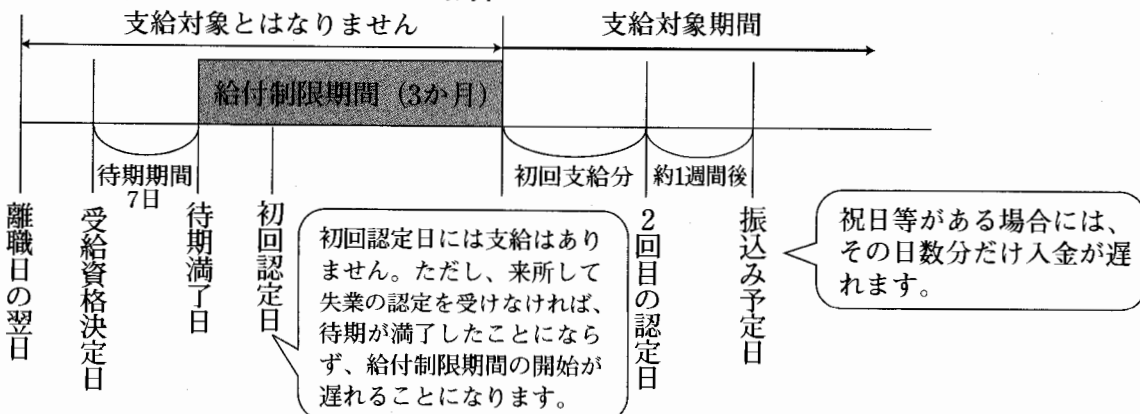 支給対象とはなりません
支給対象期間
給付制限期間（3か月）
待期期間
7日
初回支給分
約1週間後
離職日の翌日
受給資格決定日
待期満了日
初回認定日
初回認定日には支給はあり
ません。ただし、来所して
失業の認定を受けなければ、
待期が満了したことになら
ず、給付制限期間の開始が
遅れることになります。
2回目の認定日
振込み予定日
祝日等がある場合には、
その日数分だけ入金が遅
れます。